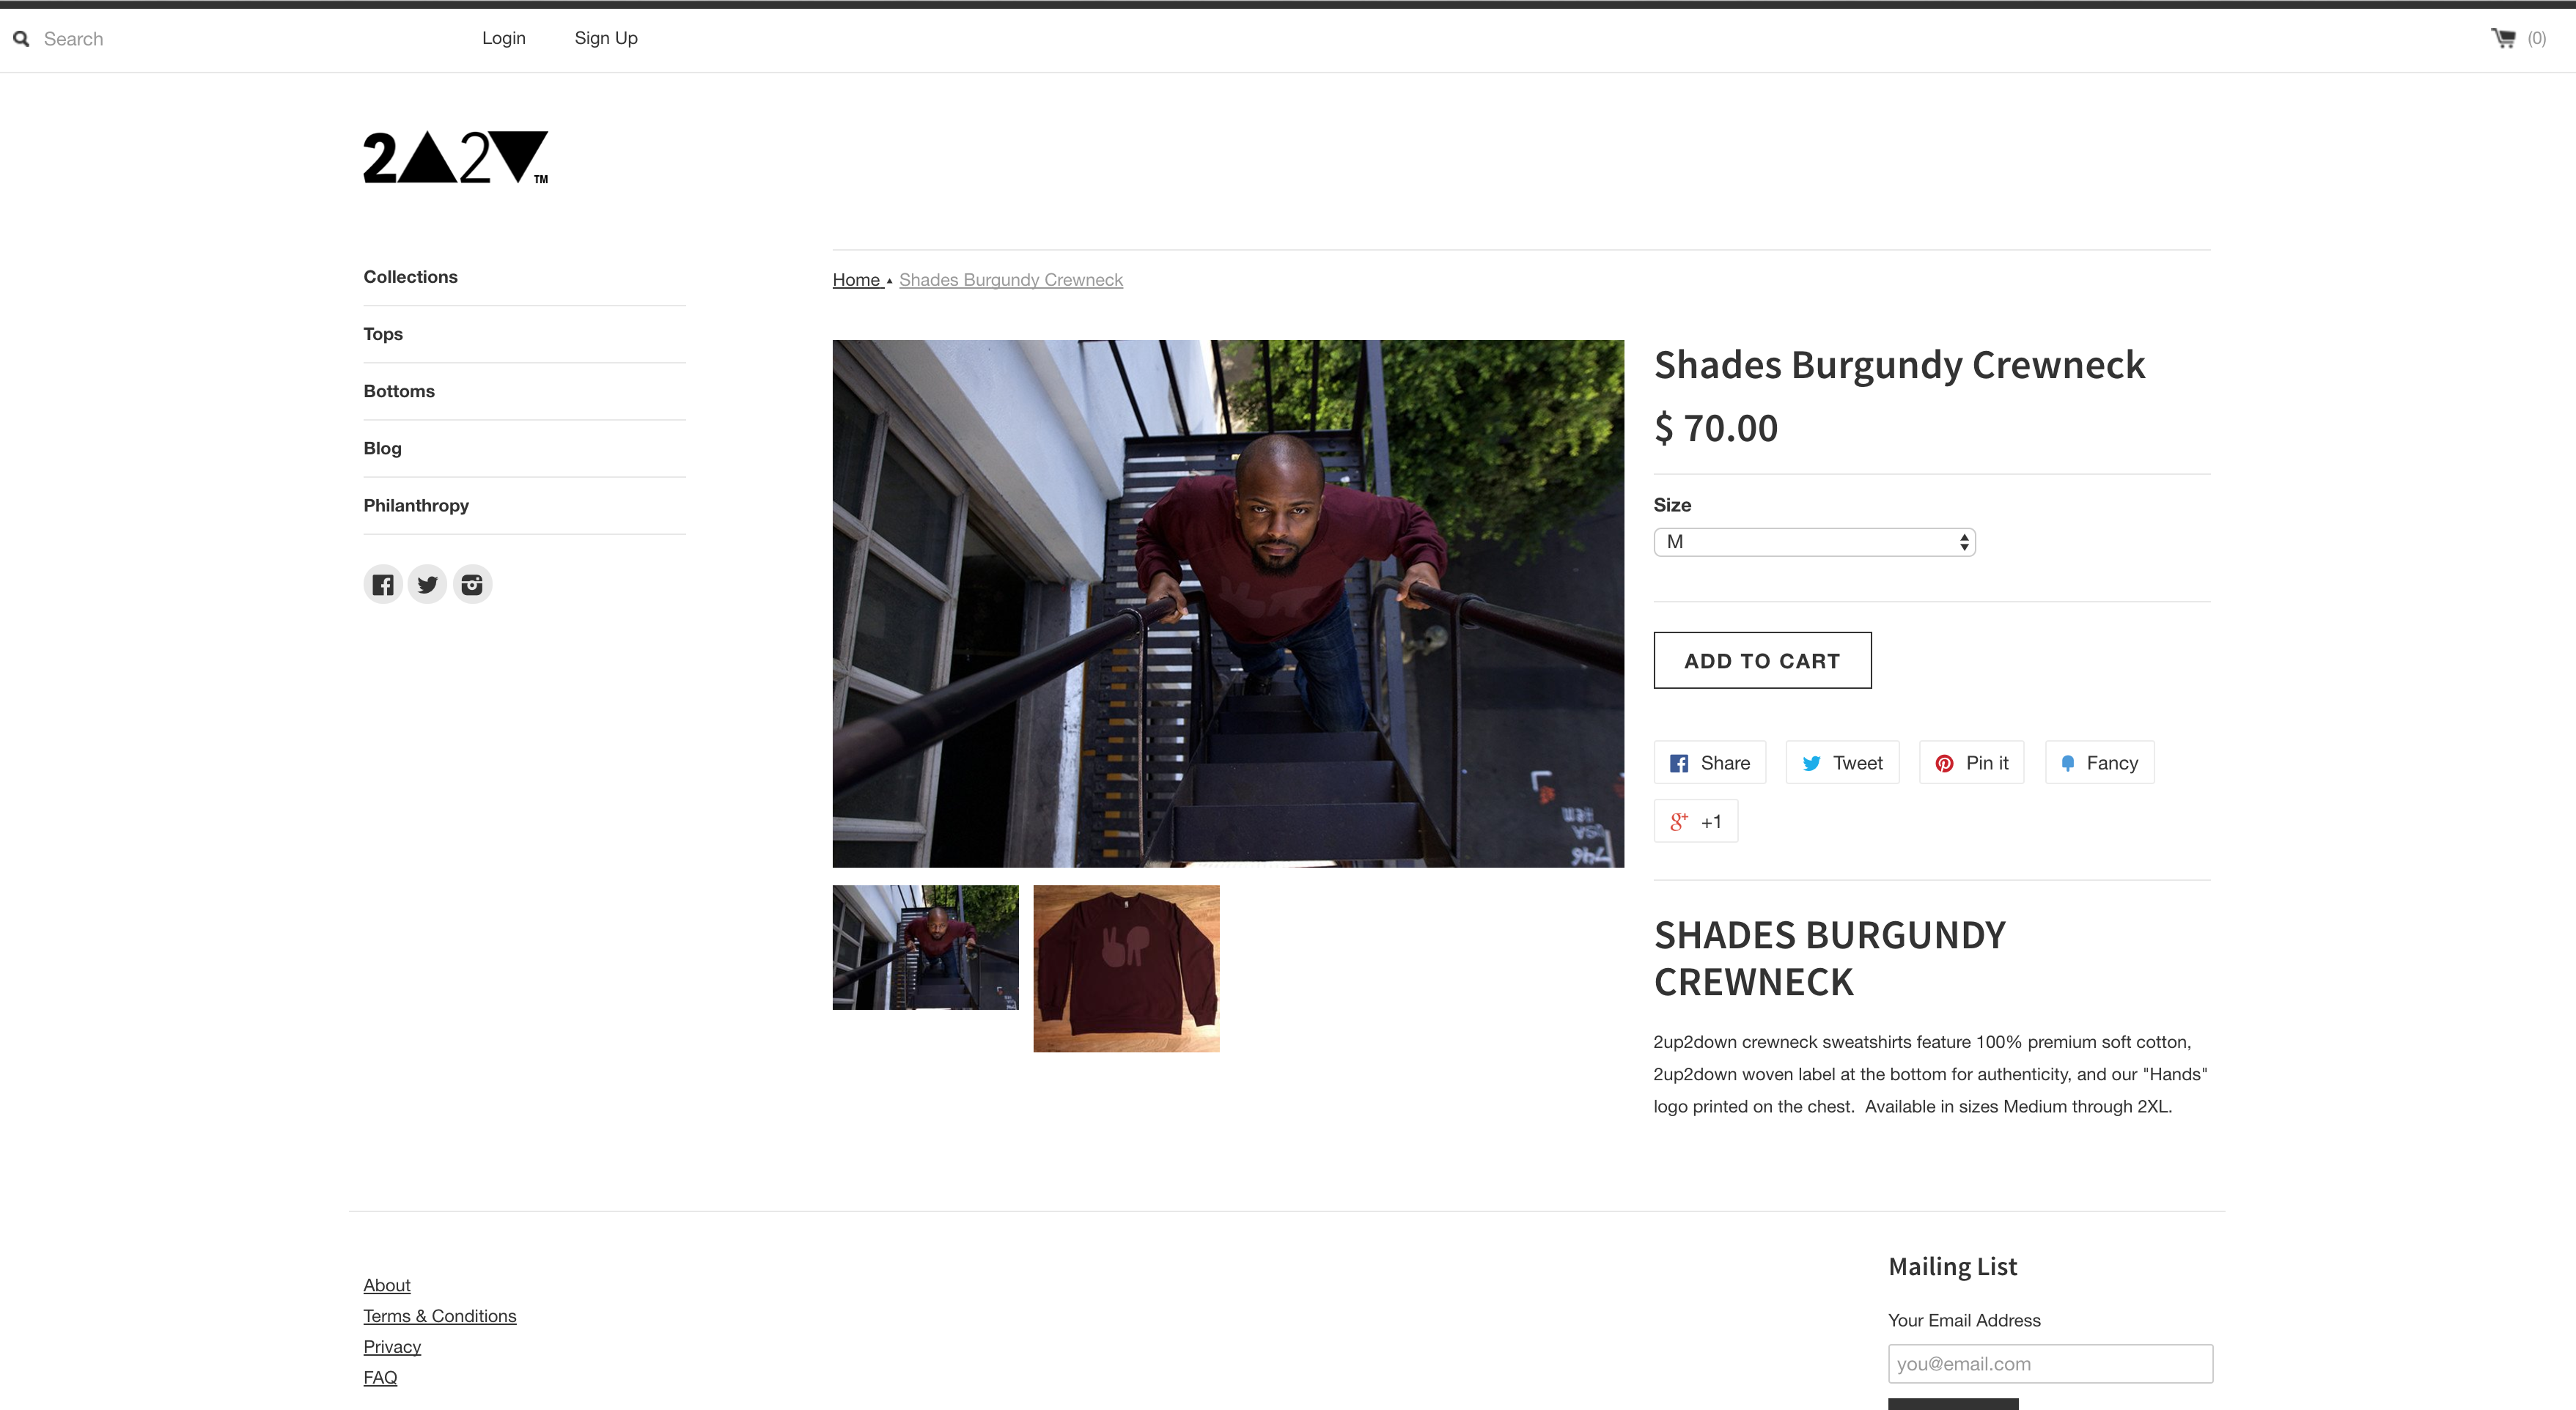 Search
Login
Sign Up
(0)
2▲2▼™
Collections
Tops
Bottoms
Blog
Philanthropy
Home ▲ Shades Burgundy Crewneck
Shades Burgundy Crewneck
$ 70.00
Size
M
ADD TO CART
Share
Tweet
Pin it
Fancy
g+ +1
SHADES BURGUNDY
CREWNECK
2up2down crewneck sweatshirts feature 100% premium soft cotton,
2up2down woven label at the bottom for authenticity, and our "Hands"
logo printed on the chest.  Available in sizes Medium through 2XL.
About
Terms & Conditions
Privacy
FAQ
Mailing List
Your Email Address
you@email.com